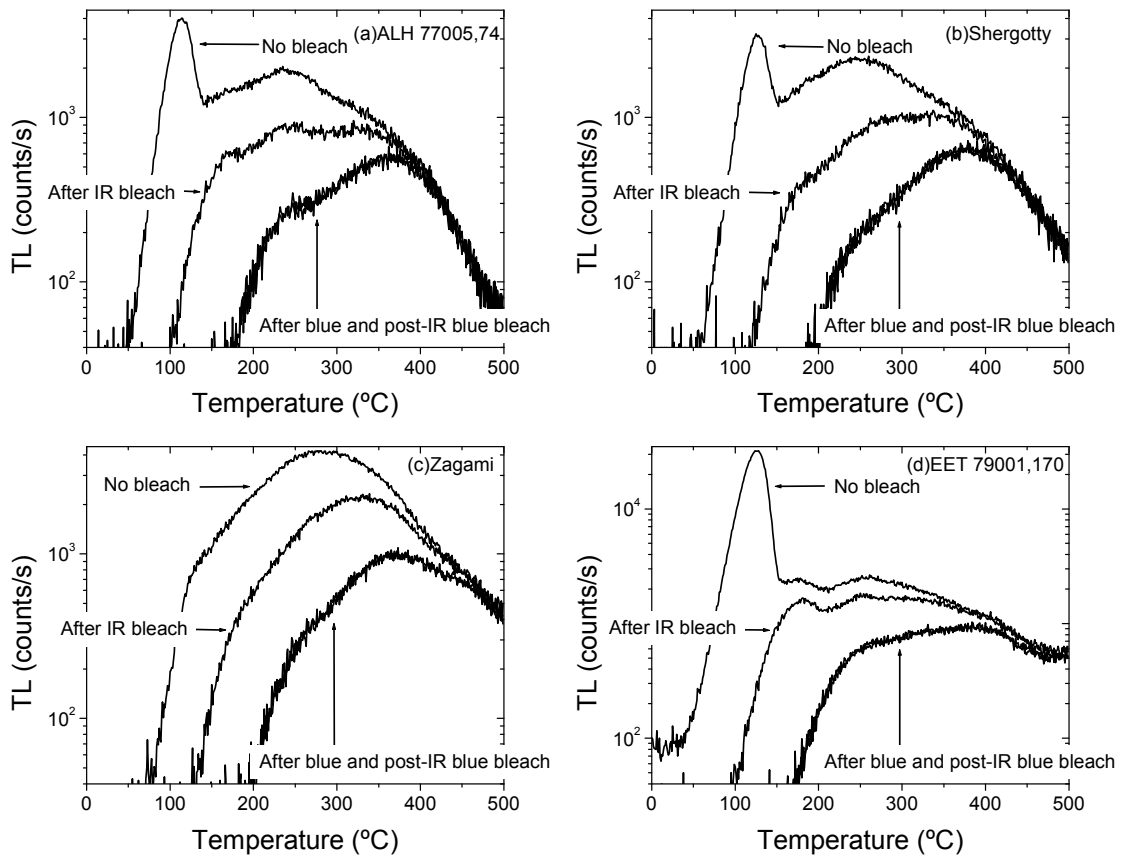 (a)ALH 77005,74
No bleach
10³
After IR bleach
10²
After blue and post-IR blue bleach
TL (counts/s)
0 100 200 300 400 500
Temperature (ºC)
(b)Shergotty
No bleach
10³
After IR bleach
10²
After blue and post-IR blue bleach
TL (counts/s)
0 100 200 300 400 500
Temperature (ºC)
(c)Zagami
No bleach
10³
After IR bleach
10²
After blue and post-IR blue bleach
TL (counts/s)
0 100 200 300 400 500
Temperature (ºC)
(d)EET 79001,170
No bleach
10⁴
10³
After IR bleach
10²
After blue and post-IR blue bleach
TL (counts/s)
0 100 200 300 400 500
Temperature (ºC)